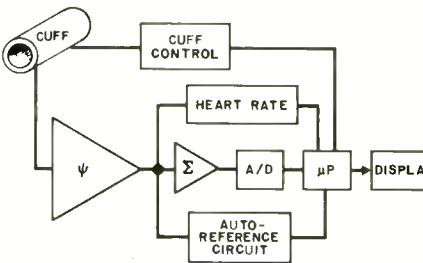 CUFF
CUFF
CONTROL
HEART RATE
ψ
Σ
A/D
μP
DISPLA
AUTO-
REFERENCE
CIRCUIT